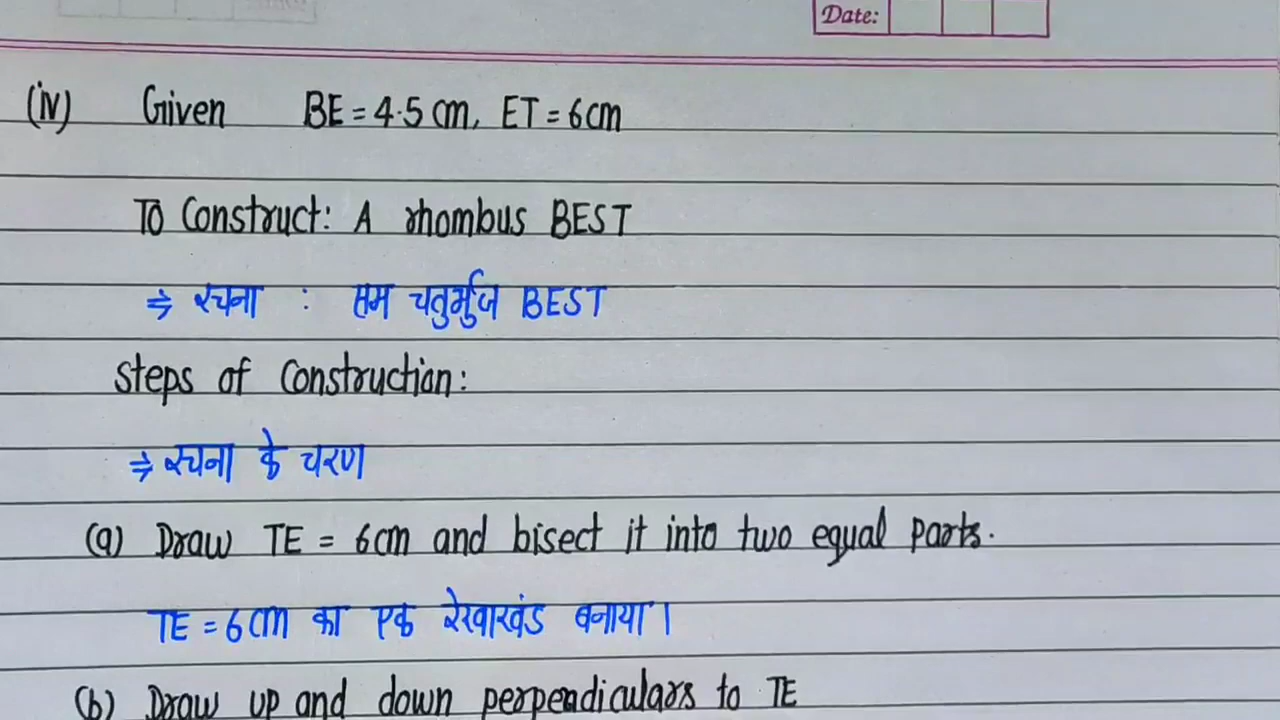 Date:
(iv) Given BE = 4.5 cm, ET = 6cm
To Construct: A rhombus BEST
⇒ रचना : सम चतुर्भुज BEST
Steps of Construction:
⇒ रचना के चरण
(a) Draw TE = 6cm and bisect it into two equal parts.
TE = 6cm का एक रेखाखंड बनाया।
(b) Draw up and down perpendiculars to TE